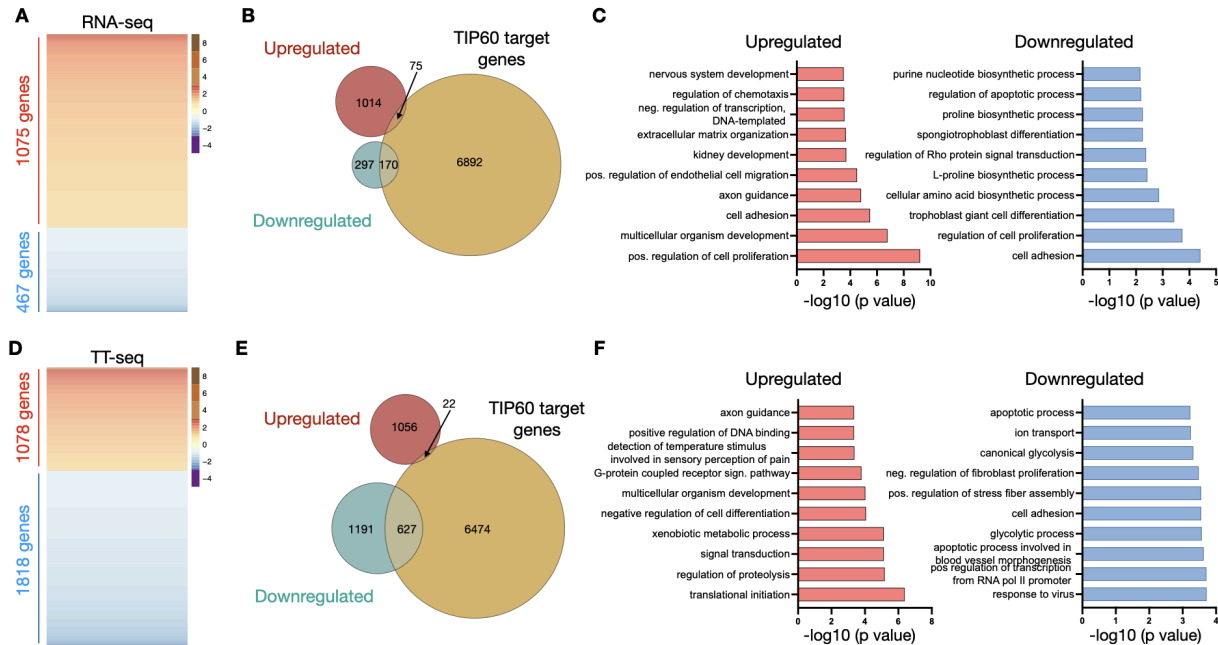 A
RNA-seq
1075 genes
467 genes
8
6
4
2
0
−2
−4
B
Upregulated
TIP60 target
genes
75
1014
297
170
6892
Downregulated
C
Upregulated
nervous system development
regulation of chemotaxis
neg. regulation of transcription,
DNA-templated
extracellular matrix organization
kidney development
pos. regulation of endothelial cell migration
axon guidance
cell adhesion
multicellular organism development
pos. regulation of cell proliferation
0 2 4 6 8 10
-log10 (p value)
Downregulated
purine nucleotide biosynthetic process
regulation of apoptotic process
proline biosynthetic process
spongiotrophoblast differentiation
regulation of Rho protein signal transduction
L-proline biosynthetic process
cellular amino acid biosynthetic process
trophoblast giant cell differentiation
regulation of cell proliferation
cell adhesion
0 1 2 3 4 5
-log10 (p value)
D
TT-seq
1078 genes
1818 genes
8
6
4
2
0
−2
−4
E
Upregulated
TIP60 target
genes
22
1056
1191
627
6474
Downregulated
F
Upregulated
axon guidance
positive regulation of DNA binding
detection of temperature stimulus
involved in sensory perception of pain
G-protein coupled receptor sign. pathway
multicellular organism development
negative regulation of cell differentiation
xenobiotic metabolic process
signal transduction
regulation of proteolysis
translational initiation
0 2 4 6 8
-log10 (p value)
Downregulated
apoptotic process
ion transport
canonical glycolysis
neg. regulation of fibroblast proliferation
pos. regulation of stress fiber assembly
cell adhesion
glycolytic process
apoptotic process involved in
blood vessel morphogenesis
pos regulation of transcription
from RNA pol II promoter
response to virus
0 1 2 3 4
-log10 (p value)